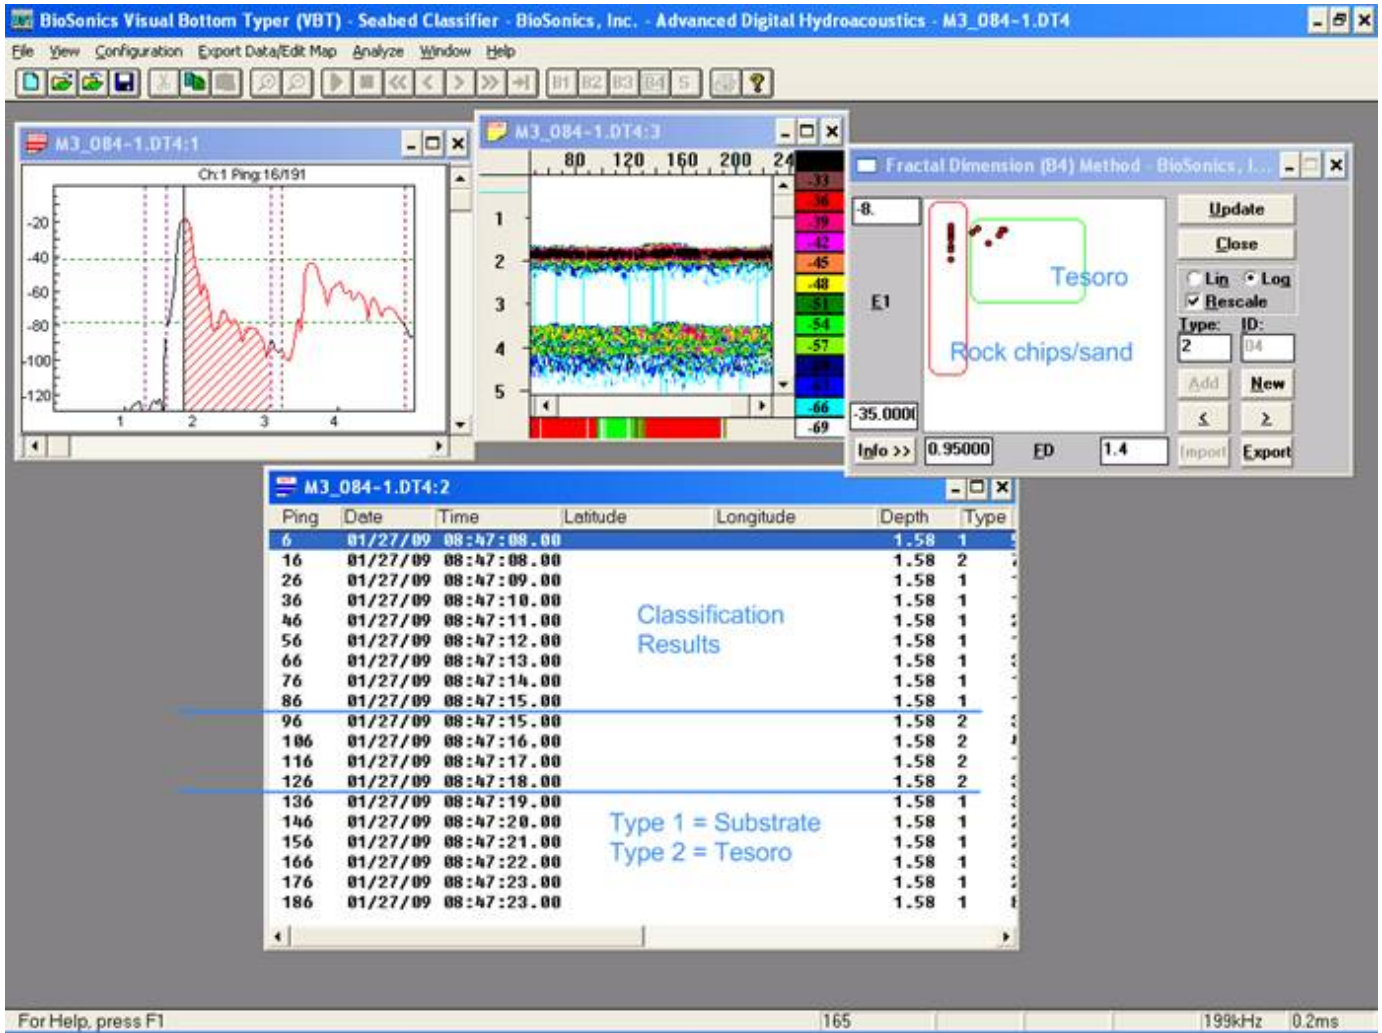 BioSonics Visual Bottom Typer (VBT) - Seabed Classifier - BioSonics, Inc. - Advanced Digital Hydroacoustics - M3_084-1.DT4
File View Configuration Export Data/Edit Map Analyze Window Help
B1 B2 B3 B4 S
M3_084-1.DT4:1
Ch:1 Ping:16/191
-20
-40
-60
-80
-100
-120
1 2 3 4
M3_084-1.DT4:3
80 120 160 200 24
1
2
3
4
5
-33
-36
-39
-42
-45
-48
-51
-54
-57
-63
-66
-69
Fractal Dimension (B4) Method - BioSonics, I...
-8.
E1
-35.000
Tesoro
Rock chips/sand
Info >> 0.95000 FD 1.4
Update
Close
Lin Log
Rescale
Type: ID:
2 04
Add New
< >
Import Export
M3_084-1.DT4:2
Ping Date Time Latitude Longitude Depth Type
6 01/27/09 08:47:08.00 1.58 1
16 01/27/09 08:47:08.00 1.58 2
26 01/27/09 08:47:09.00 1.58 1
36 01/27/09 08:47:10.00 1.58 1
46 01/27/09 08:47:11.00 1.58 1
56 01/27/09 08:47:12.00 1.58 1
66 01/27/09 08:47:13.00 1.58 1
76 01/27/09 08:47:14.00 1.58 1
86 01/27/09 08:47:15.00 1.58 1
96 01/27/09 08:47:15.00 1.58 2
106 01/27/09 08:47:16.00 1.58 2
116 01/27/09 08:47:17.00 1.58 2
126 01/27/09 08:47:18.00 1.58 2
136 01/27/09 08:47:19.00 1.58 1
146 01/27/09 08:47:20.00 1.58 1
156 01/27/09 08:47:21.00 1.58 1
166 01/27/09 08:47:22.00 1.58 1
176 01/27/09 08:47:23.00 1.58 1
186 01/27/09 08:47:23.00 1.58 1
Classification
Results
Type 1 = Substrate
Type 2 = Tesoro
For Help, press F1 165 199kHz 0.2ms